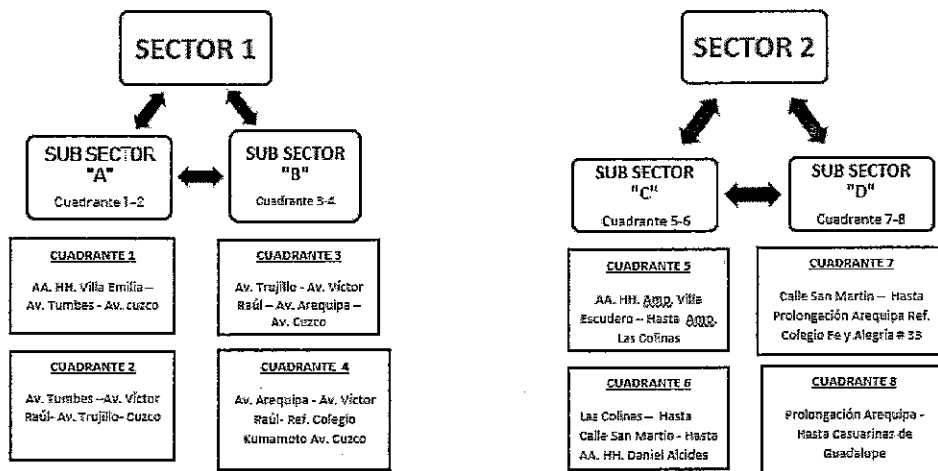 SECTOR 1
SUB SECTOR
"A"
Cuadrante 1-2
SUB SECTOR
"B"
Cuadrante 3-4
CUADRANTE 1
AA. HH. Villa Emilia –
Av. Tumbes - Av. cuzco
CUADRANTE 3
Av. Trujillo - Av. Víctor
Raúl – Av. Arequipa –
Av. Cuzco
CUADRANTE 2
Av. Tumbes –Av. Víctor
Raúl- Av. Trujillo- Cuzco
CUADRANTE 4
Av. Arequipa - Av. Víctor
Raúl- Ref. Colegio
Kumamoto Av. Cuzco
SECTOR 2
SUB SECTOR
"C"
Cuadrante 5-6
SUB SECTOR
"D"
Cuadrante 7-8
CUADRANTE 5
AA. HH. Amp. Villa
Escudero – Hasta Amp.
Las Colinas
CUADRANTE 7
Calle San Martin – Hasta
Prolongación Arequipa Ref.
Colegio Fe y Alegría # 33
CUADRANTE 6
Las Colinas – Hasta
Calle San Martin - Hasta
AA. HH. Daniel Alcides
CUADRANTE 8
Prolongación Arequipa -
Hasta Casuarinas de
Guadalupe